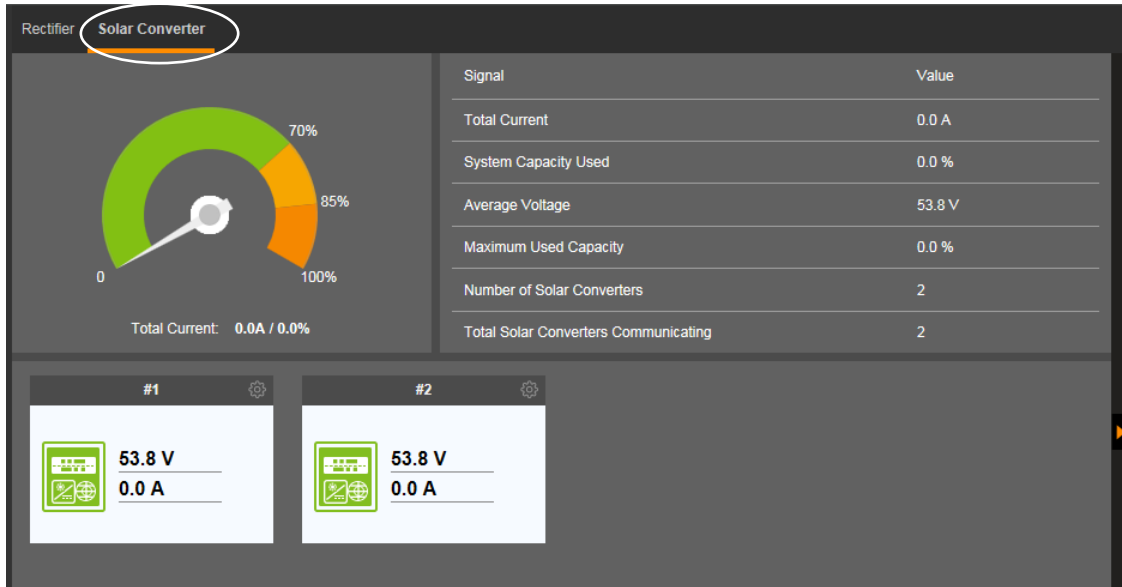 Rectifier Solar Converter
70%
85%
0
100%
Total Current: 0.0A / 0.0%
Signal Value
Total Current 0.0 A
System Capacity Used 0.0 %
Average Voltage 53.8 V
Maximum Used Capacity 0.0 %
Number of Solar Converters 2
Total Solar Converters Communicating 2
#1
53.8 V
0.0 A
#2
53.8 V
0.0 A